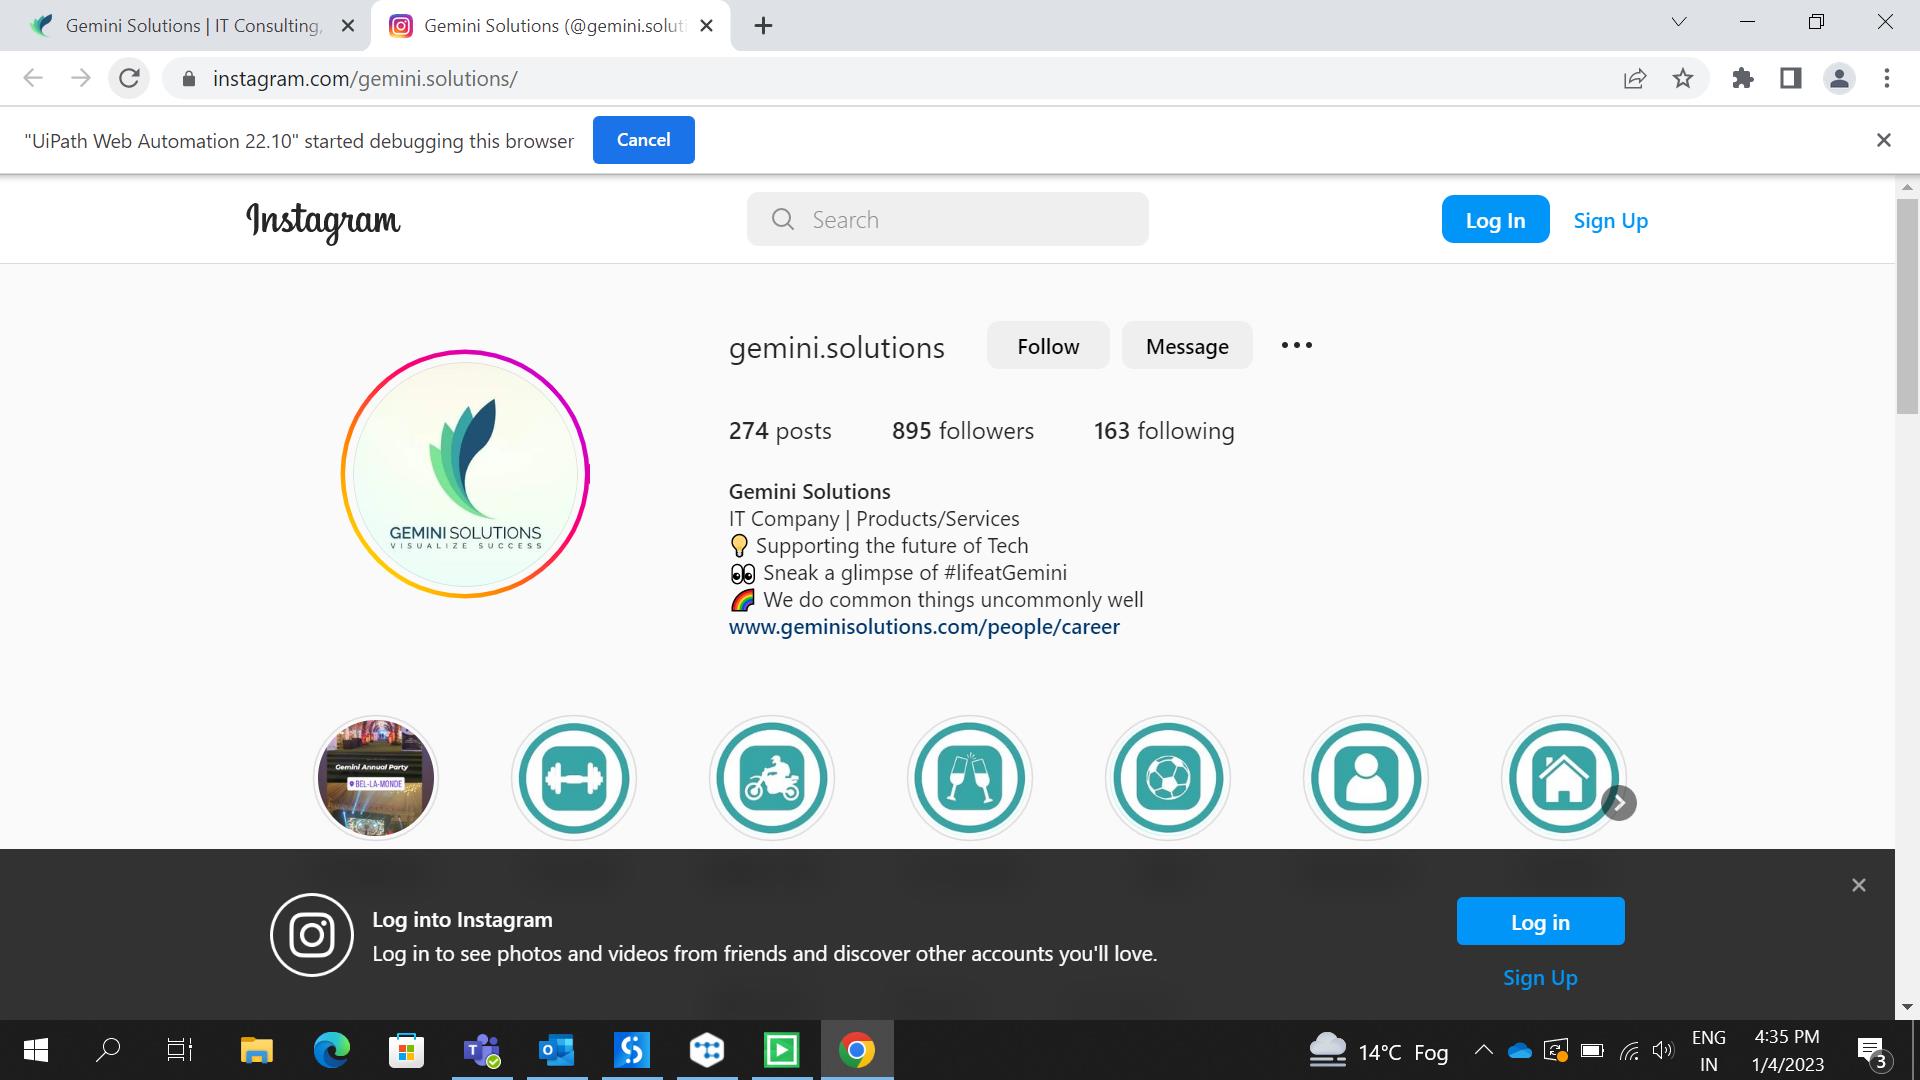 Gemini Solutions | IT Consulting,
Gemini Solutions (@gemini.soluti
instagram.com/gemini.solutions/
"UiPath Web Automation 22.10" started debugging this browser
Cancel
Instagram
Search
Log In
Sign Up
gemini.solutions
Follow
Message
274 posts
895 followers
163 following
GEMINI SOLUTIONS
VISUALIZE SUCCESS
Gemini Solutions
IT Company | Products/Services
💡 Supporting the future of Tech
👀 Sneak a glimpse of #lifeatGemini
🌈 We do common things uncommonly well
www.geminisolutions.com/people/career
Gemini Annual Party
BEL-LA-MONDE
Log into Instagram
Log in to see photos and videos from friends and discover other accounts you'll love.
Log in
Sign Up
14°C Fog
ENG
IN
4:35 PM
1/4/2023
3